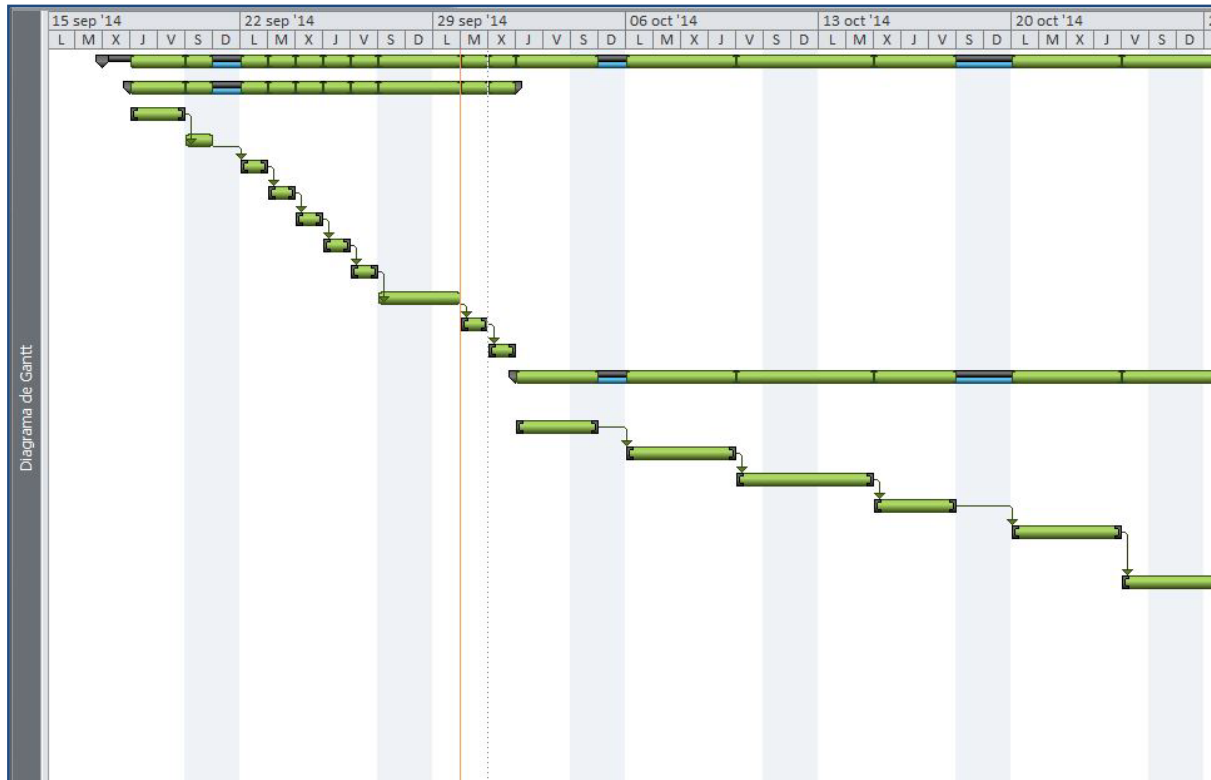 15 sep '14 22 sep '14 29 sep '14 06 oct '14 13 oct '14 20 oct '14
L M X J V S D L M X J V S D L M X J V S D L M X J V S D L M X J V S D L M X J V S D
Diagrama de Gantt